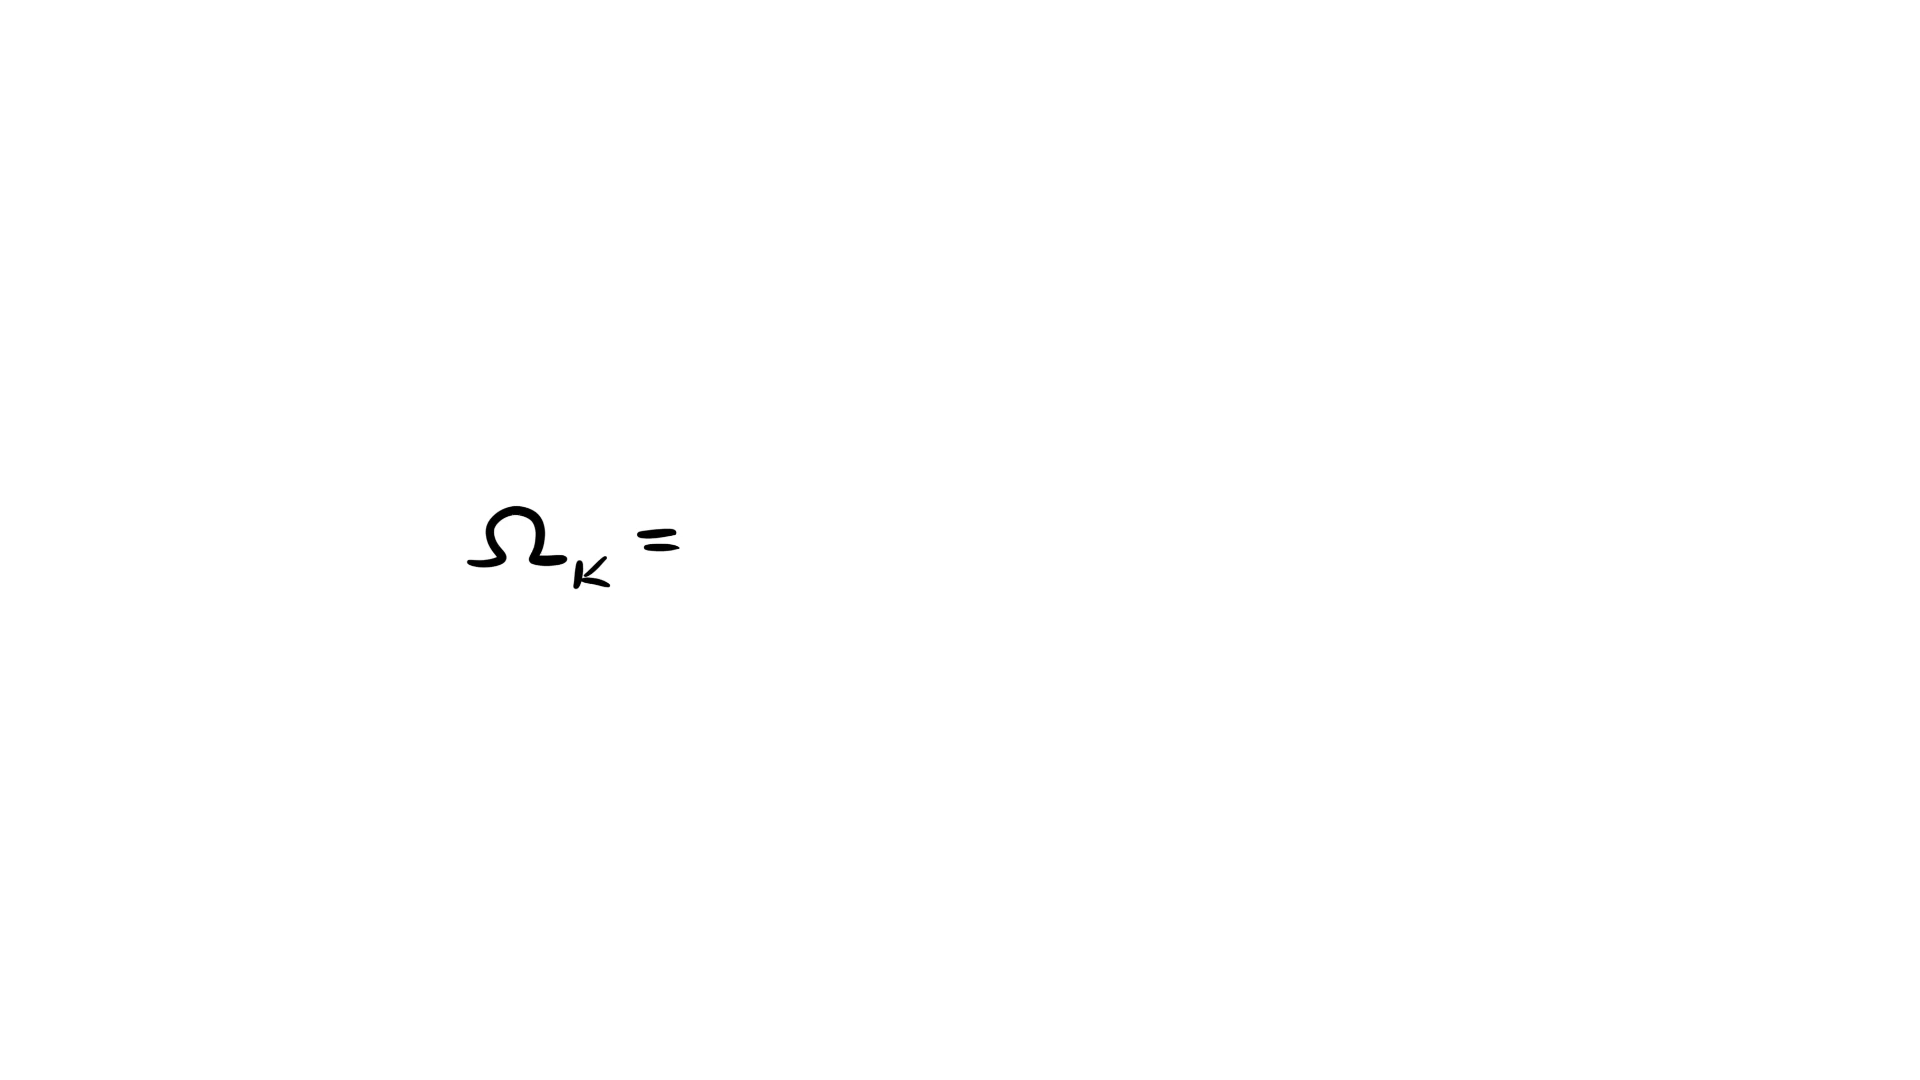 Ω_K =